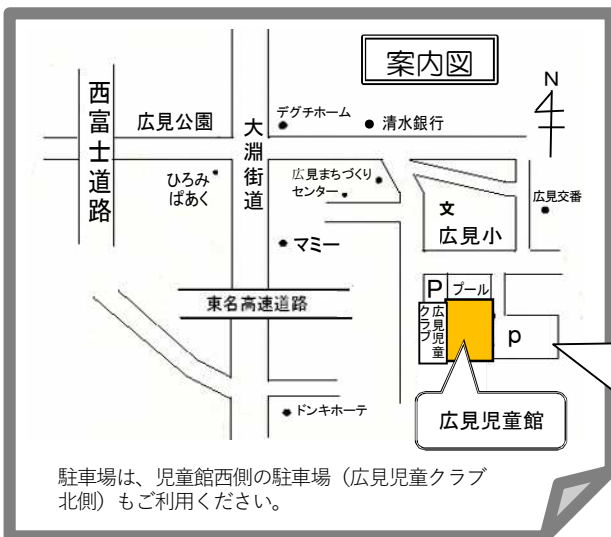 案内図
N
西富士道路
広見公園
大淵街道
デグチホーム
清水銀行
ひろみ
ぱあく
広見まちづくり
センター
文
広見小
広見交番
マミー
東名高速道路
P
プール
広見児童
クラブ
p
広見児童館
ドンキホーテ
駐車場は、児童館西側の駐車場（広見児童クラブ
北側）もご利用ください。